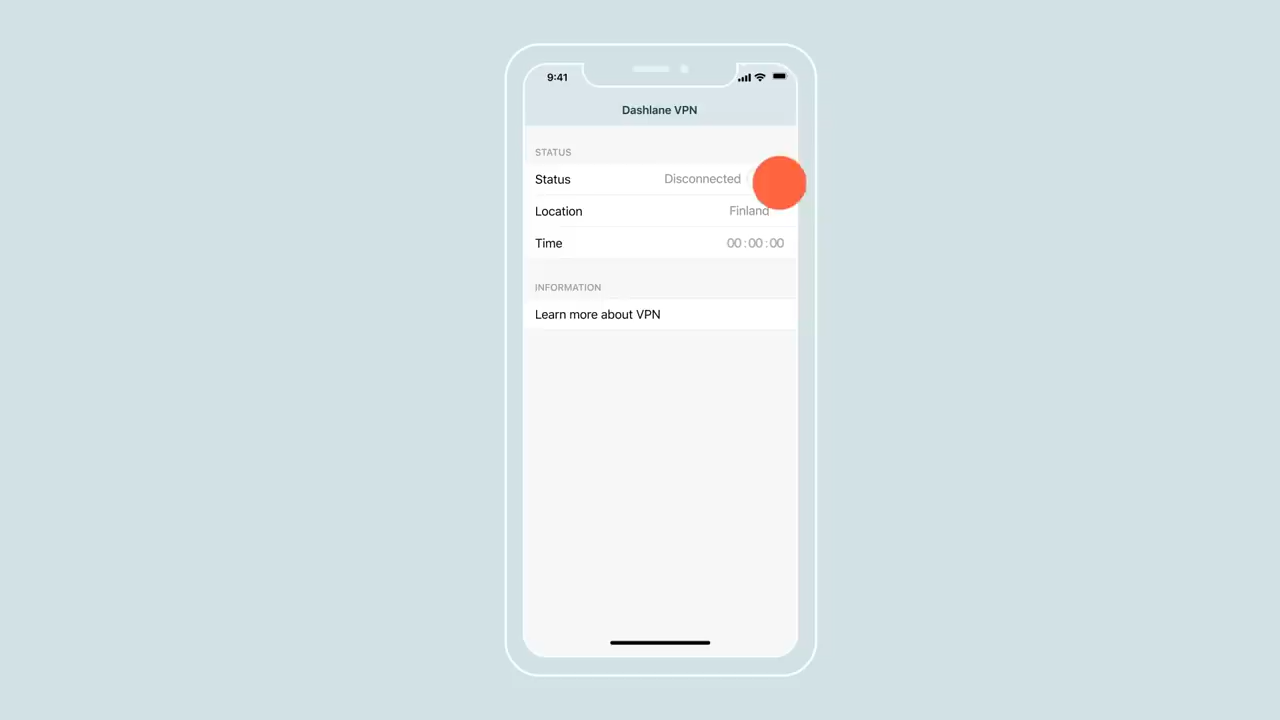 9:41
Dashlane VPN
STATUS
Status Disconnected
Location Finland
Time 00:00:00
INFORMATION
Learn more about VPN